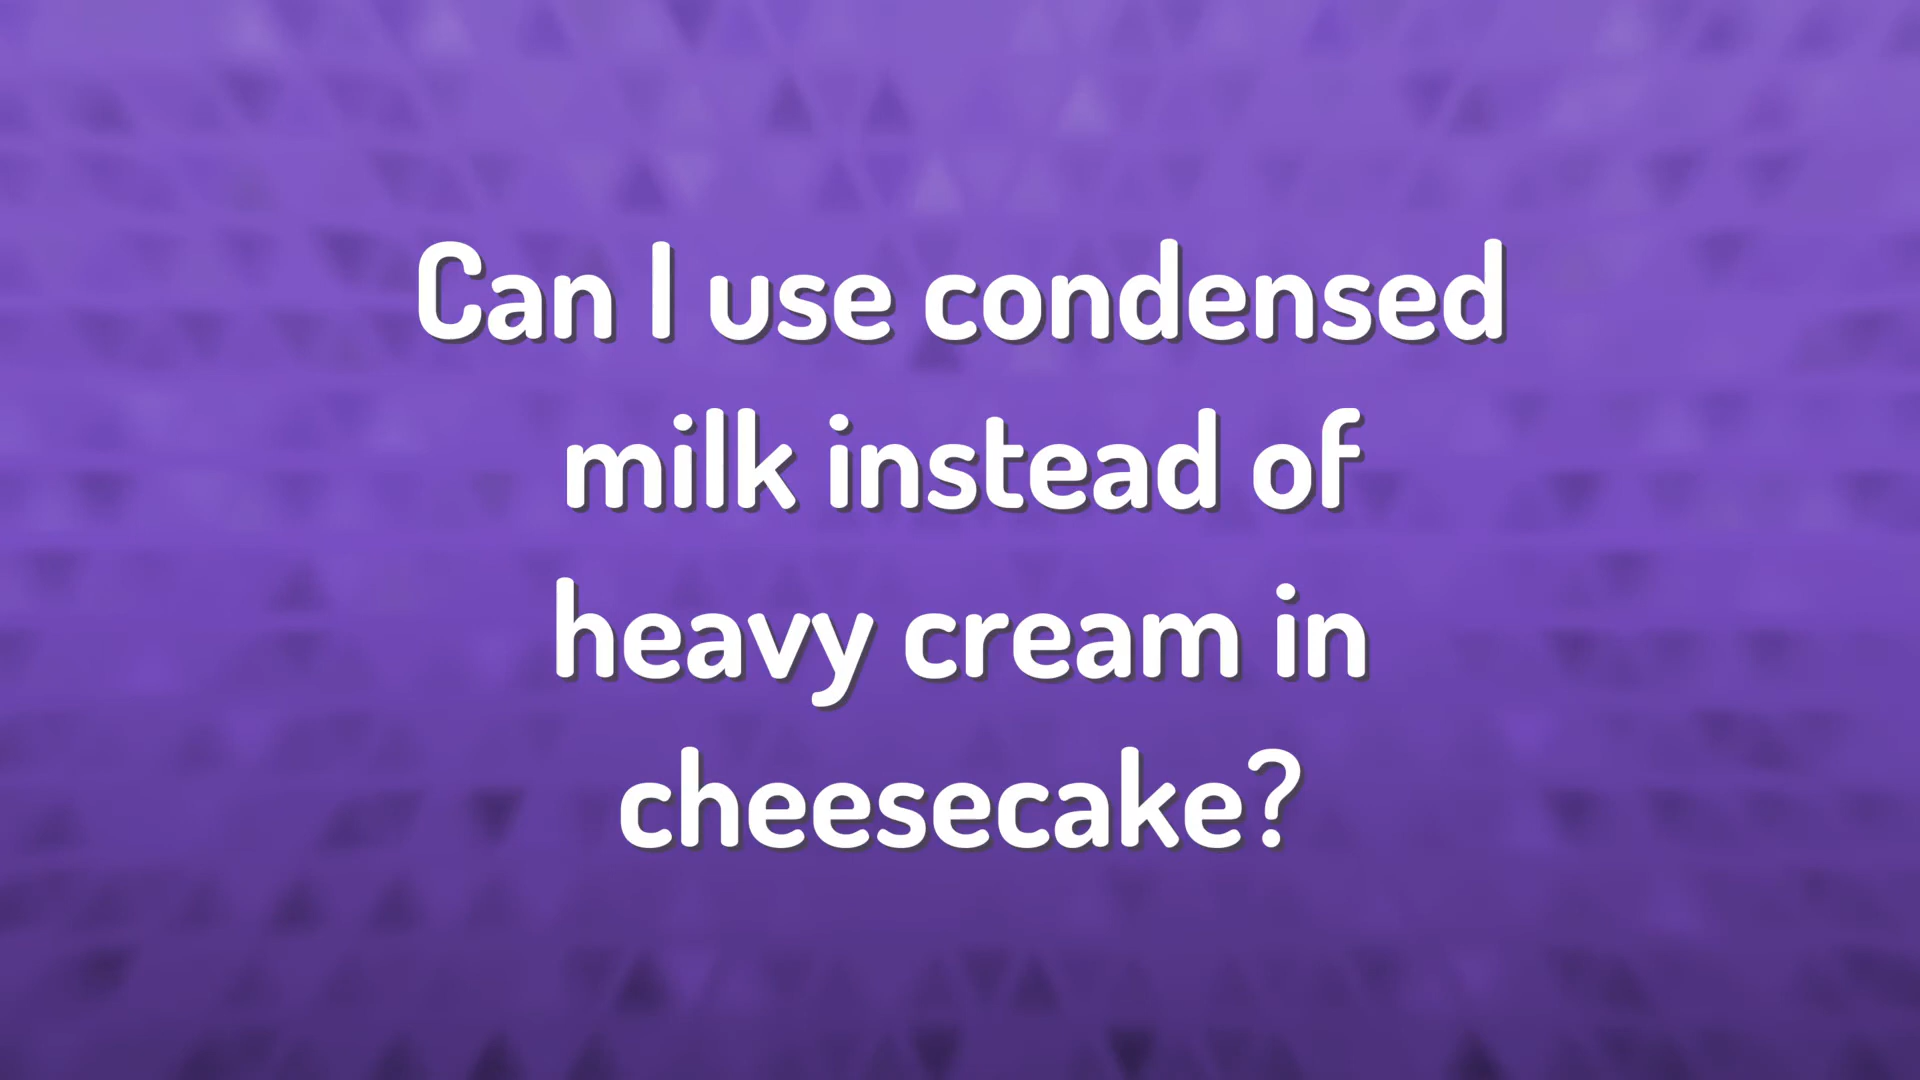 Can I use condensed
milk instead of
heavy cream in
cheesecake?